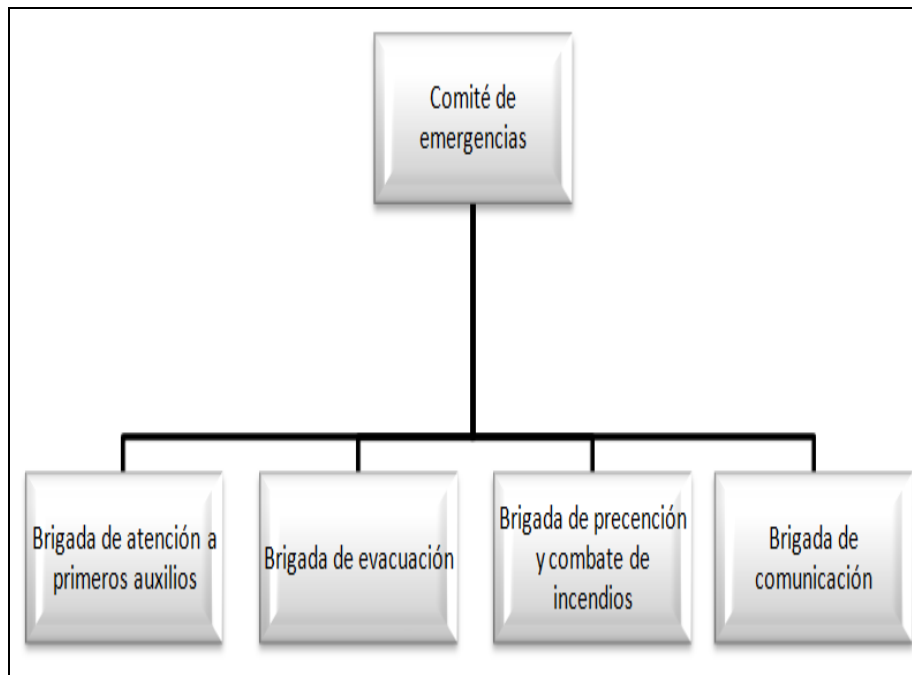 Comité de
emergencias
Brigada de atención a
primeros auxilios
Brigada de evacuación
Brigada de precención
y combate de
incendios
Brigada de
comunicación